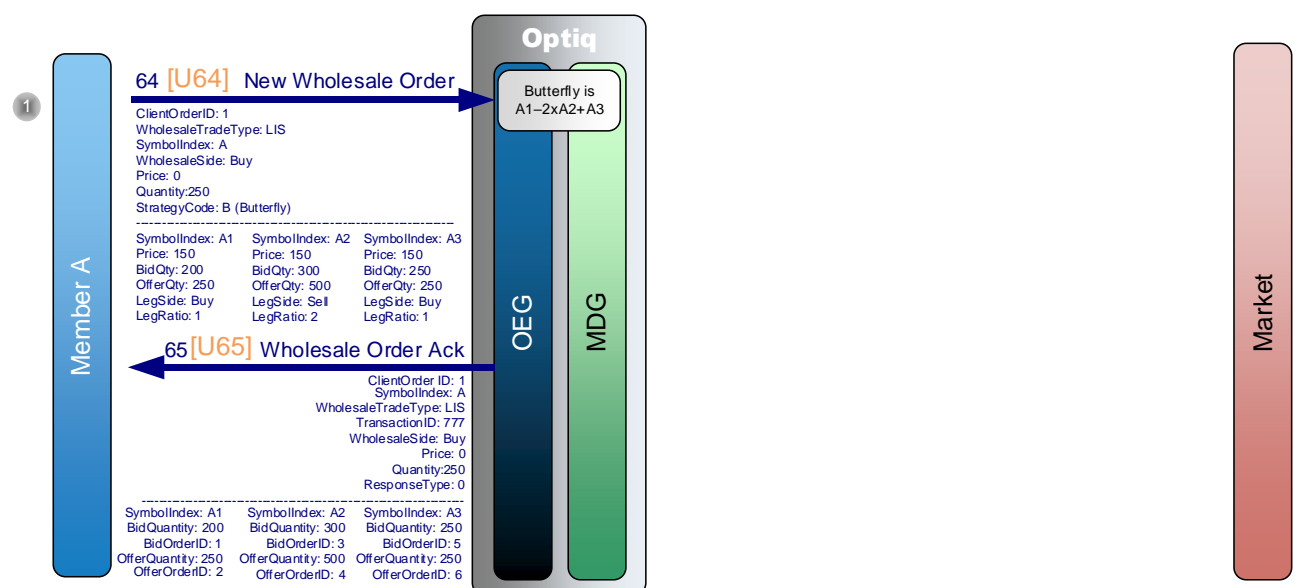 Optiq
64 [U64] New Wholesale Order
Butterfly is
A1–2xA2+A3
1
ClientOrderID: 1
WholesaleTradeType: LIS
SymbolIndex: A
WholesaleSide: Buy
Price: 0
Quantity:250
StrategyCode: B (Butterfly)
SymbolIndex: A1 SymbolIndex: A2 SymbolIndex: A3
Price: 150 Price: 150 Price: 150
BidQty: 200 BidQty: 300 BidQty: 250
OfferQty: 250 OfferQty: 500 OfferQty: 250
LegSide: Buy LegSide: Sell LegSide: Buy
LegRatio: 1 LegRatio: 2 LegRatio: 1
Member A
OEG
MDG
Market
65 [U65] Wholesale Order Ack
ClientOrder ID: 1
SymbolIndex: A
WholesaleTradeType: LIS
TransactionID: 777
WholesaleSide: Buy
Price: 0
Quantity:250
ResponseType: 0
SymbolIndex: A1 SymbolIndex: A2 SymbolIndex: A3
BidQuantity: 200 BidQuantity: 300 BidQuantity: 250
BidOrderID: 1 BidOrderID: 3 BidOrderID: 5
OfferQuantity: 250 OfferQuantity: 500 OfferQuantity: 250
OfferOrderID: 2 OfferOrderID: 4 OfferOrderID: 6